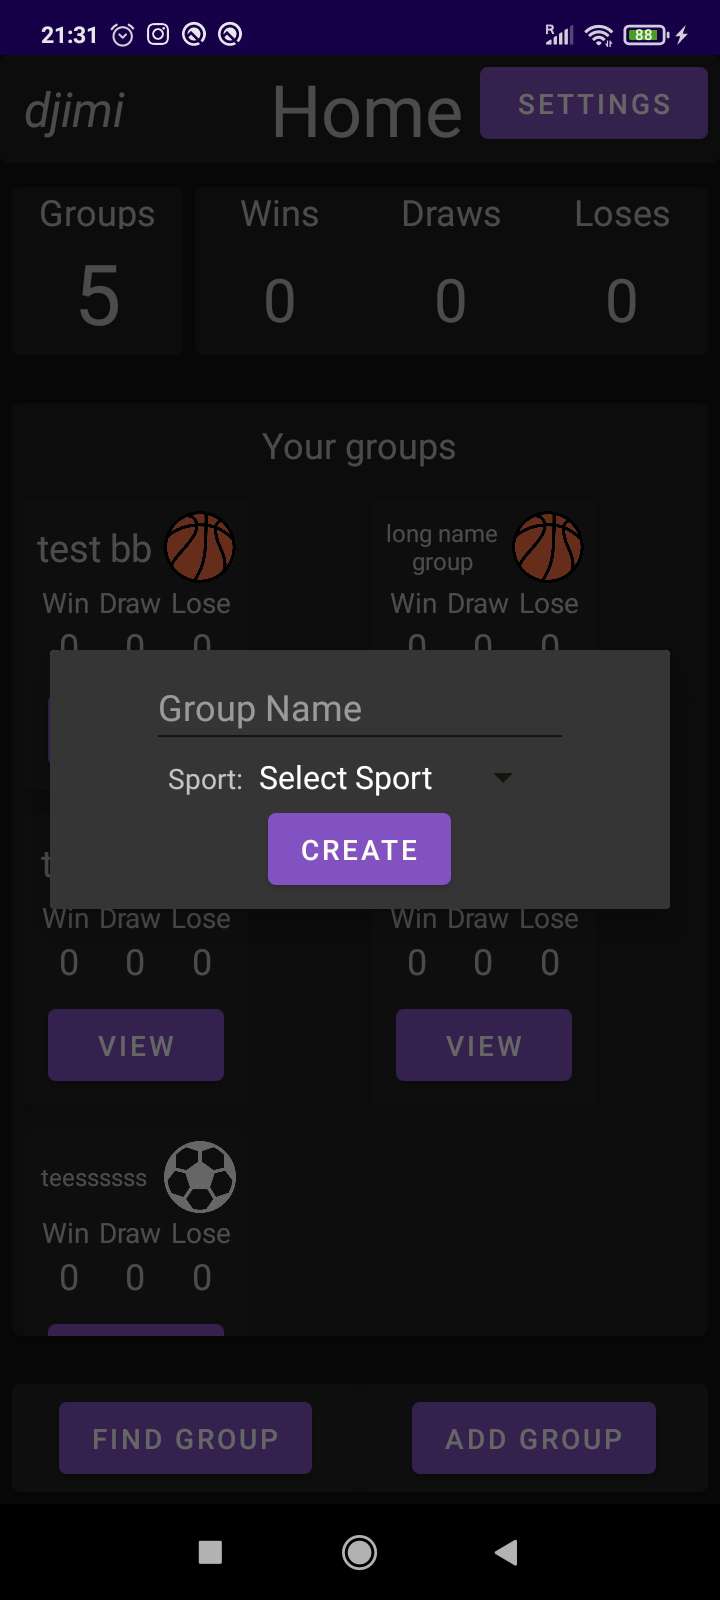 21:31
R
88
djimi Home SETTINGS
Groups Wins Draws Loses
5 0 0 0
Your groups
test bb
long name
group
Win Draw Lose Win Draw Lose
0 0 0 0 0 0
Group Name
Sport: Select Sport
CREATE
t
Win Draw Lose Win Draw Lose
0 0 0 0 0 0
VIEW VIEW
teessssss
Win Draw Lose
0 0 0
FIND GROUP ADD GROUP